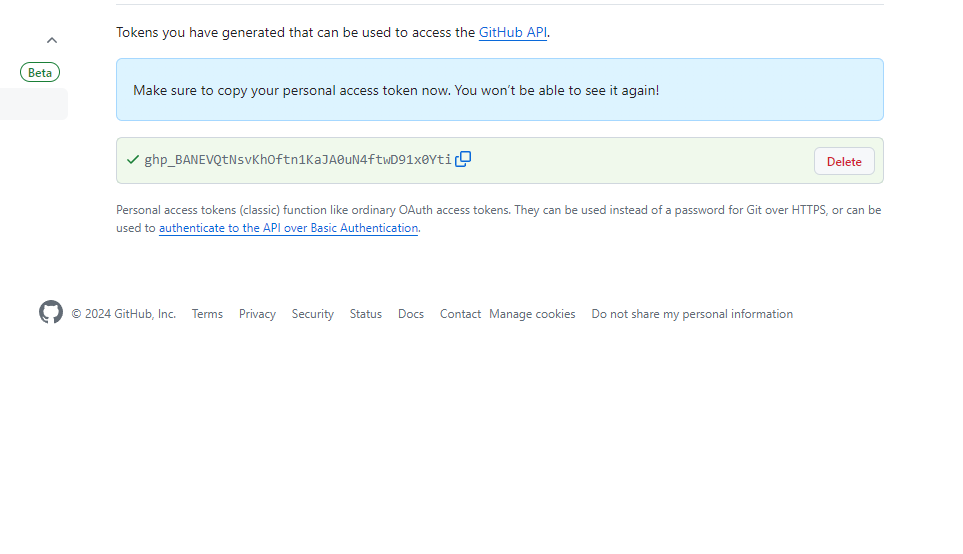 Tokens you have generated that can be used to access the GitHub API.
Beta
Make sure to copy your personal access token now. You won’t be able to see it again!
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
Delete
Personal access tokens (classic) function like ordinary OAuth access tokens. They can be used instead of a password for Git over HTTPS, or can be
used to authenticate to the API over Basic Authentication.
© 2024 GitHub, Inc. Terms Privacy Security Status Docs Contact Manage cookies Do not share my personal information